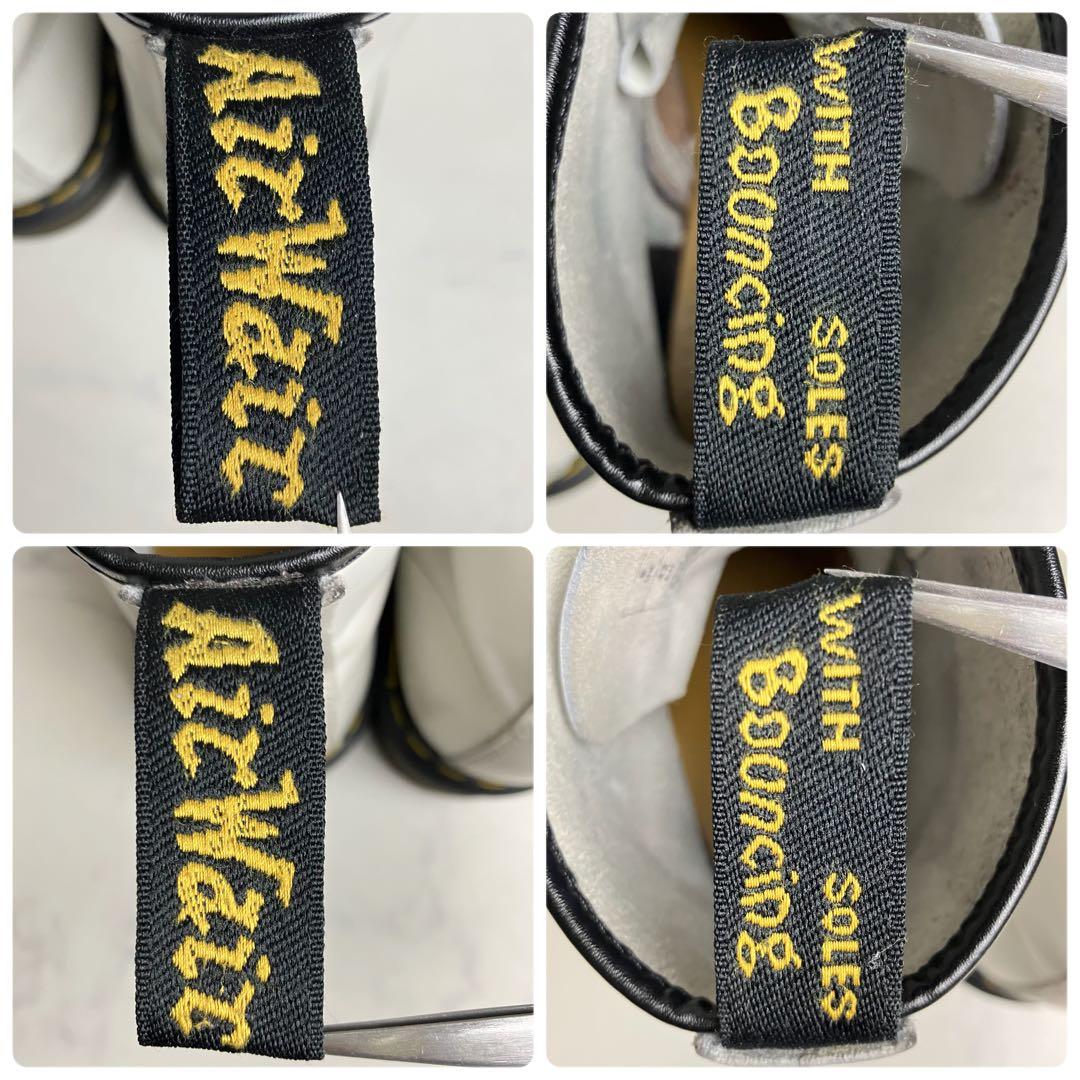 AirWair
WITH
Bouncing
SOLES
AirWair
WITH
Bouncing
SOLES